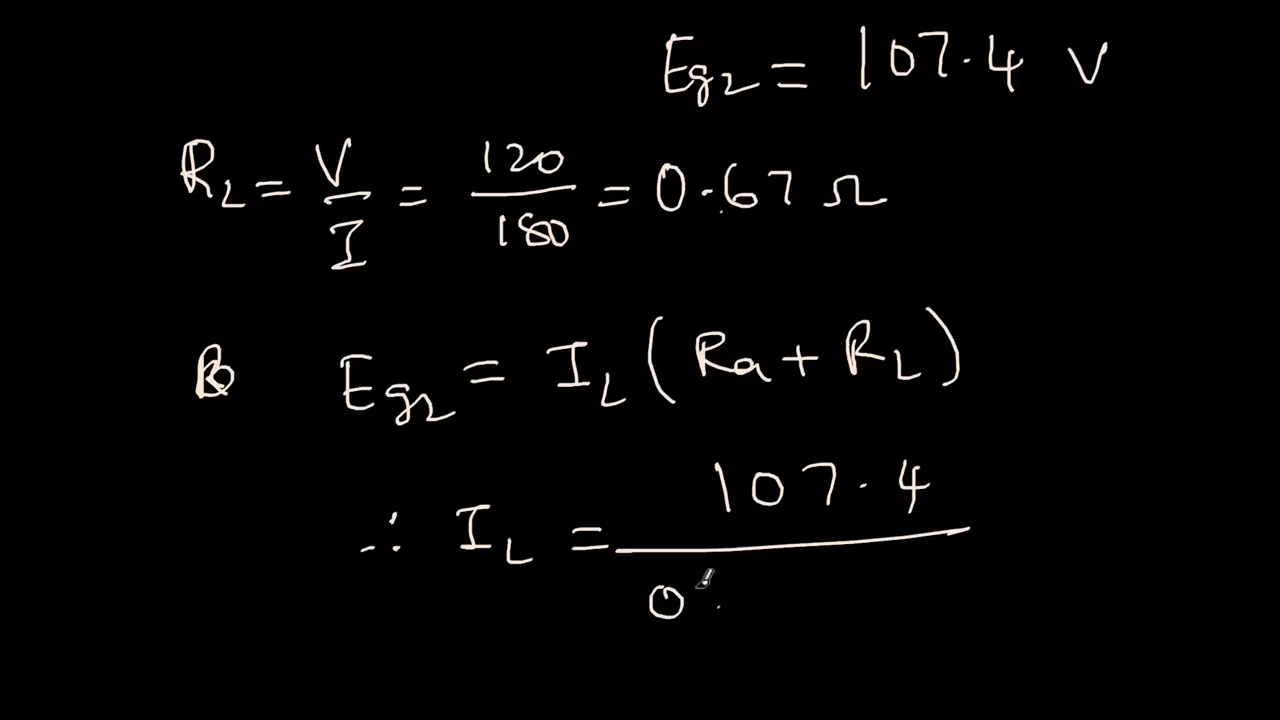 Eg2 = 107.4 V
RL = V/I = 120/180 = 0.67 Ω
Eg2 = IL (Ra + RL)
∴ IL = 107.4/0.